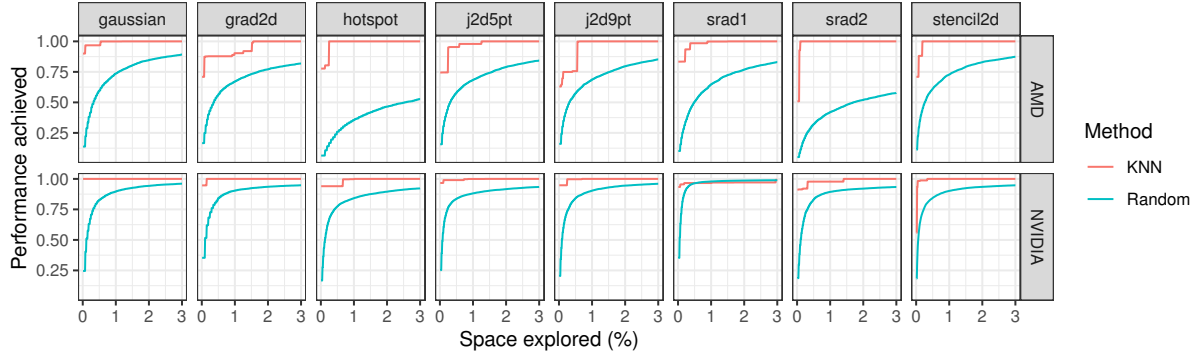 gaussian grad2d hotspot j2d5pt j2d9pt srad1 srad2 stencil2d
Performance achieved
1.00
0.75
0.50
0.25
AMD
1.00
0.75
0.50
0.25
NVIDIA
0 1 2 3 0 1 2 3 0 1 2 3 0 1 2 3 0 1 2 3 0 1 2 3 0 1 2 3 0 1 2 3
Space explored (%)
Method
KNN
Random